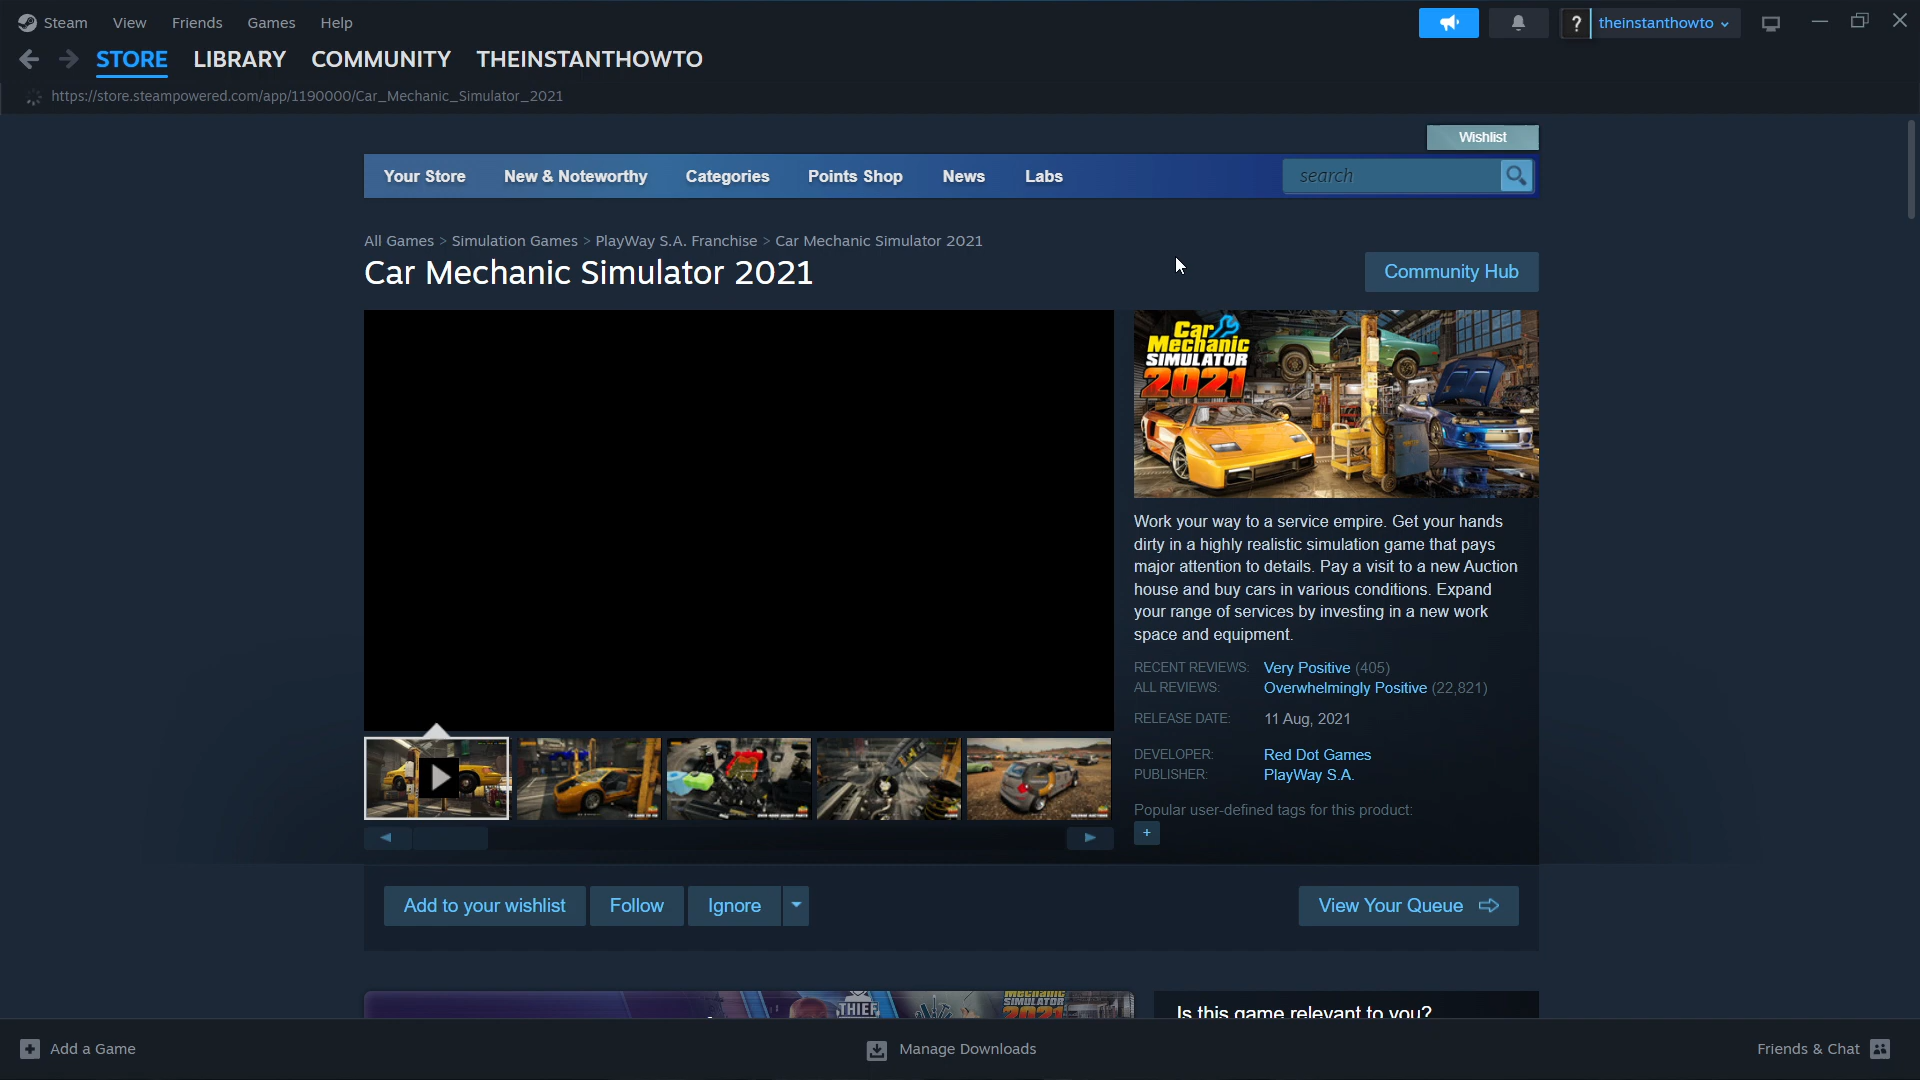 Steam View Friends Games Help
? theinstanthowto
STORE LIBRARY COMMUNITY THEINSTANTHOWTO
https://store.steampowered.com/app/1190000/Car_Mechanic_Simulator_2021
Wishlist
Your Store New & Noteworthy Categories Points Shop News Labs search
All Games > Simulation Games > PlayWay S.A. Franchise > Car Mechanic Simulator 2021
Car Mechanic Simulator 2021
Community Hub
Car
Mechanic
SIMULATOR
2021
Work your way to a service empire. Get your hands
dirty in a highly realistic simulation game that pays
major attention to details. Pay a visit to a new Auction
house and buy cars in various conditions. Expand
your range of services by investing in a new work
space and equipment.
RECENT REVIEWS: Very Positive (405)
ALL REVIEWS: Overwhelmingly Positive (22,821)
RELEASE DATE: 11 Aug, 2021
DEVELOPER: Red Dot Games
PUBLISHER: PlayWay S.A.
Popular user-defined tags for this product:
+
Add to your wishlist Follow Ignore View Your Queue
THIEF
MECHANIC
SIMULATOR
2021
Is this game relevant to you?
Add a Game Manage Downloads Friends & Chat